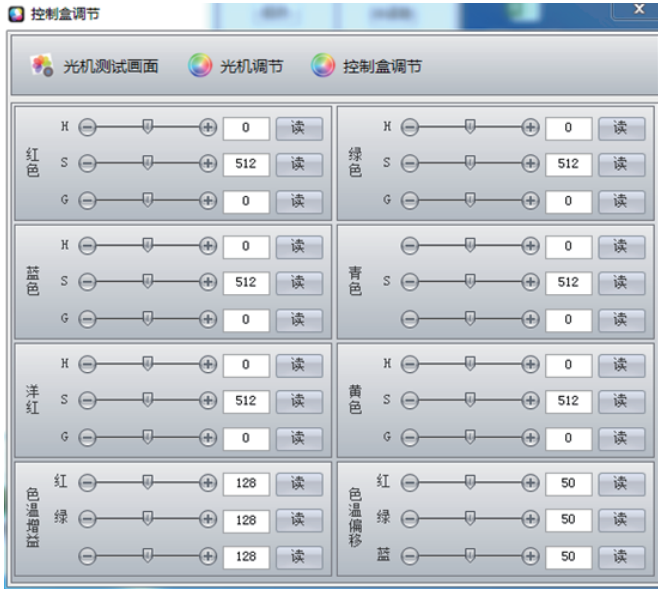 控制盒调节
光机测试画面 光机调节 控制盒调节
红色
H 0 读
S 512 读
G 0 读
绿色
H 0 读
S 512 读
G 0 读
蓝色
H 0 读
S 512 读
G 0 读
青色
0 读
S 512 读
0 读
洋红
H 0 读
S 512 读
G 0 读
黄色
H 0 读
S 512 读
G 0 读
色温增益
红 128 读
绿 128 读
128 读
色温偏移
红 50 读
绿 50 读
蓝 50 读